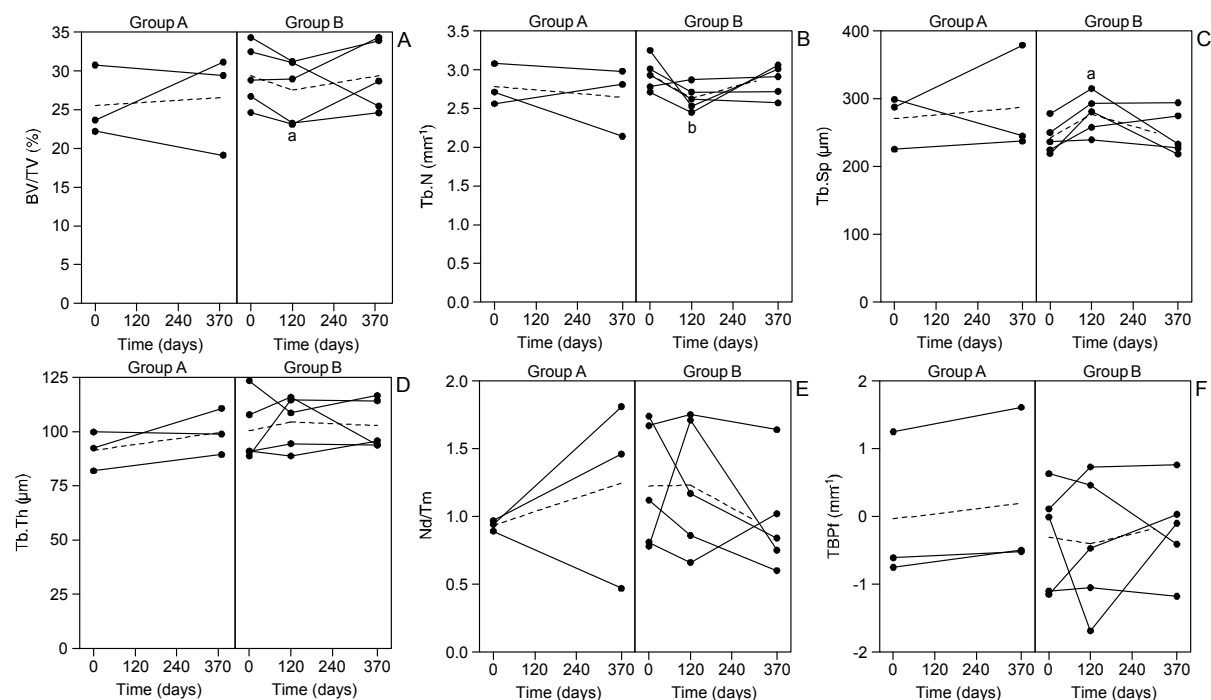 Group A Group B
A
35
30
25
20
15
10
5
0
BV/TV (%)
a
0 120 240 370 0 120 240 370
Time (days) Time (days)
Group A Group B
B
3.5
3.0
2.5
2.0
1.5
1.0
0.5
0.0
Tb.N (mm⁻¹)
b
0 120 240 370 0 120 240 370
Time (days) Time (days)
Group A Group B
C
400
300
200
100
0
Tb.Sp (µm)
a
0 120 240 370 0 120 240 370
Time (days) Time (days)
Group A Group B
D
125
100
75
50
25
0
Tb.Th (µm)
0 120 240 370 0 120 240 370
Time (days) Time (days)
Group A Group B
E
2.0
1.5
1.0
0.5
0.0
Nd/Tm
0 120 240 370 0 120 240 370
Time (days) Time (days)
Group A Group B
F
2
1
0
-1
-2
TBPf (mm⁻¹)
0 120 240 370 0 120 240 370
Time (days) Time (days)